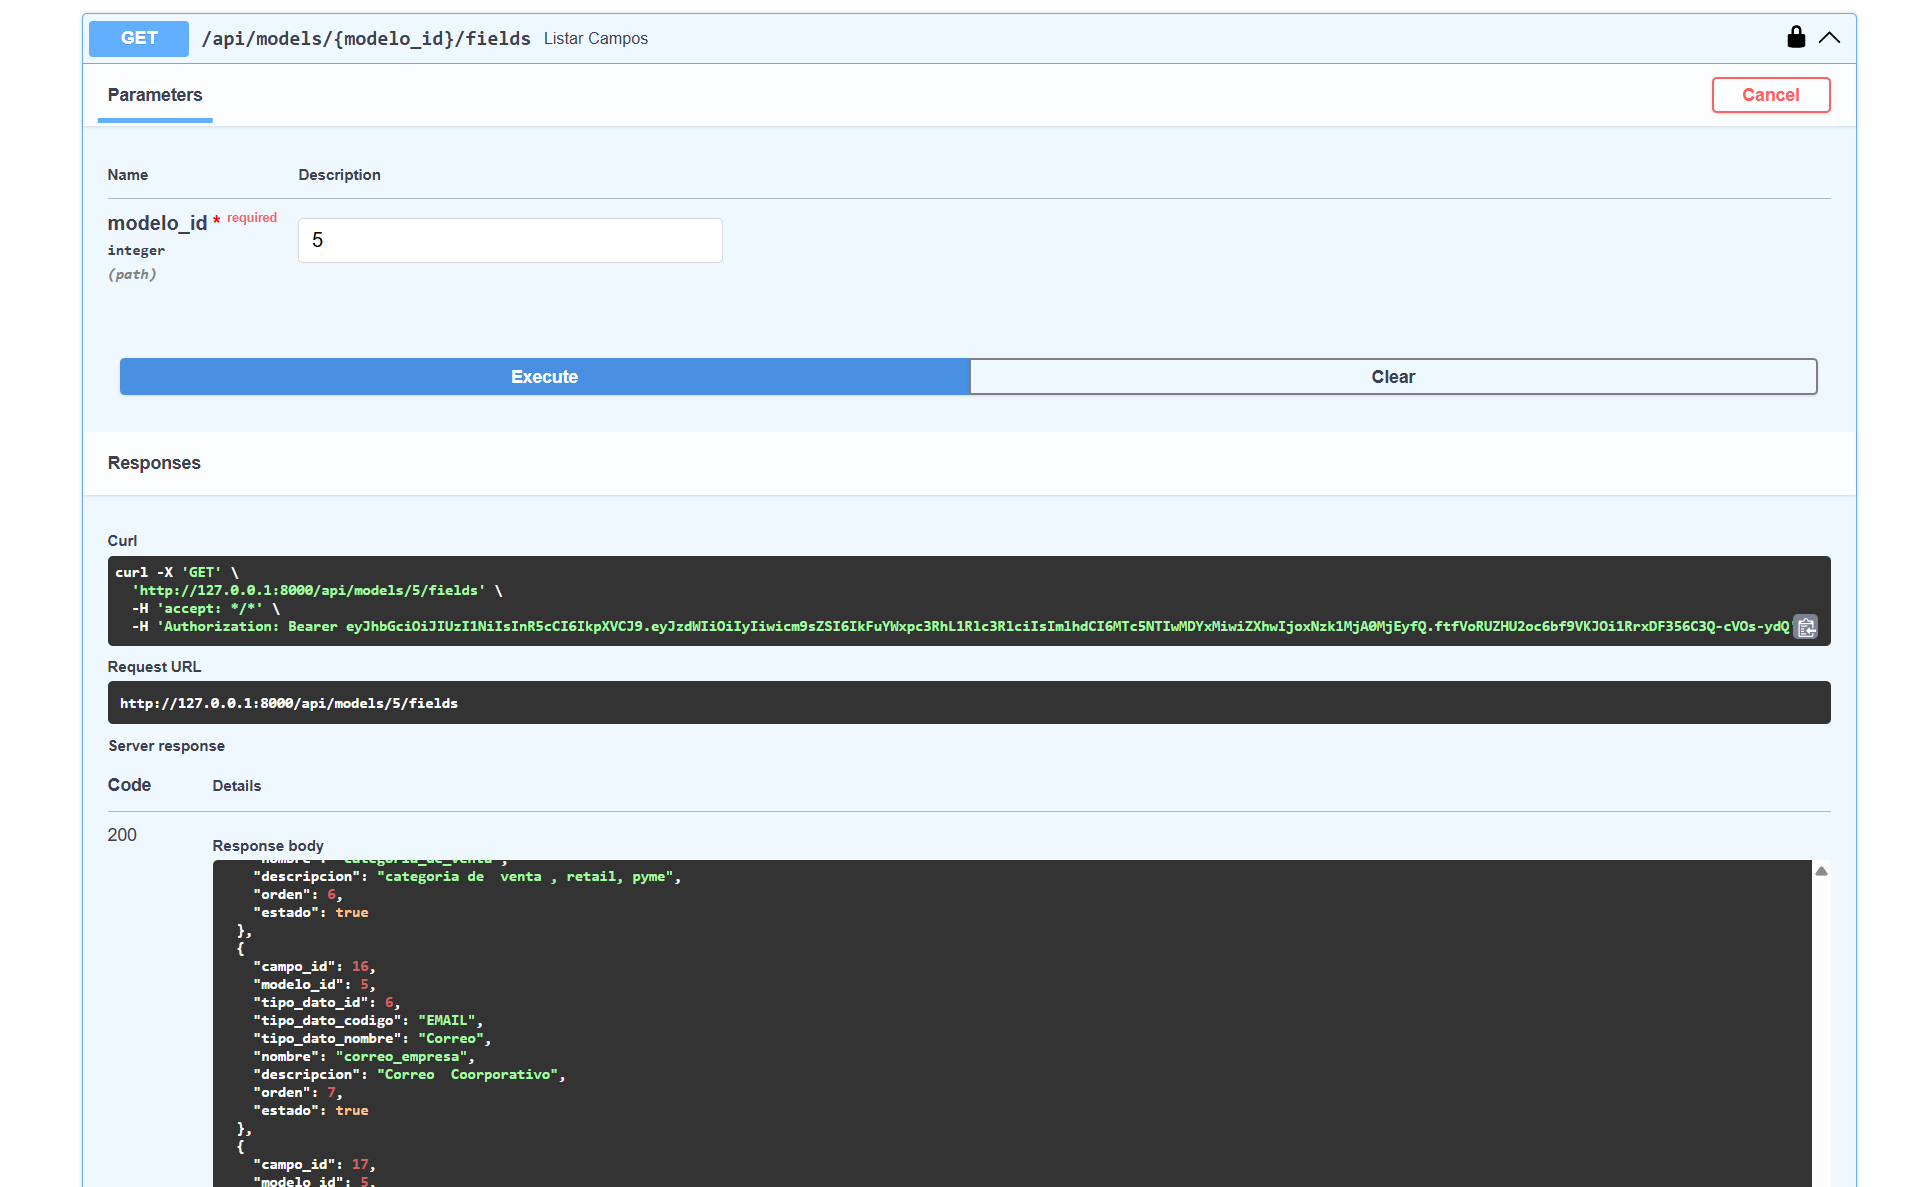 GET /api/models/{modelo_id}/fields Listar Campos
Parameters
Cancel
Name Description
modelo_id * required
integer
(path)
5
Execute
Clear
Responses
Curl
curl -X 'GET' \
'http://127.0.0.1:8000/api/models/5/fields' \
-H 'accept: */*' \
-H 'Authorization: Bearer eyJhbGciOiJIUzI1NiIsInR5cCI6IkpXVCJ9.eyJzdWIiOiIyIiwicm9sZSI6IkFuYWxpc3RhL1Rlc3RlciIsImlhdCI6MTc5NTIwMDYxMiwiZXhwIjoxNzk1MjA0MjEyfQ.ftfVoRUZHU2oc6bf9VKJOi1RrxDF356C3Q-cVOs-ydQ'
Request URL
http://127.0.0.1:8000/api/models/5/fields
Server response
Code Details
200
Response body
"nombre": "categoria_de_venta",
"descripcion": "categoria de  venta , retail, pyme",
"orden": 6,
"estado": true
},
{
"campo_id": 16,
"modelo_id": 5,
"tipo_dato_id": 6,
"tipo_dato_codigo": "EMAIL",
"tipo_dato_nombre": "Correo",
"nombre": "correo_empresa",
"descripcion": "Correo  Coorporativo",
"orden": 7,
"estado": true
},
{
"campo_id": 17,
"modelo_id": 5,